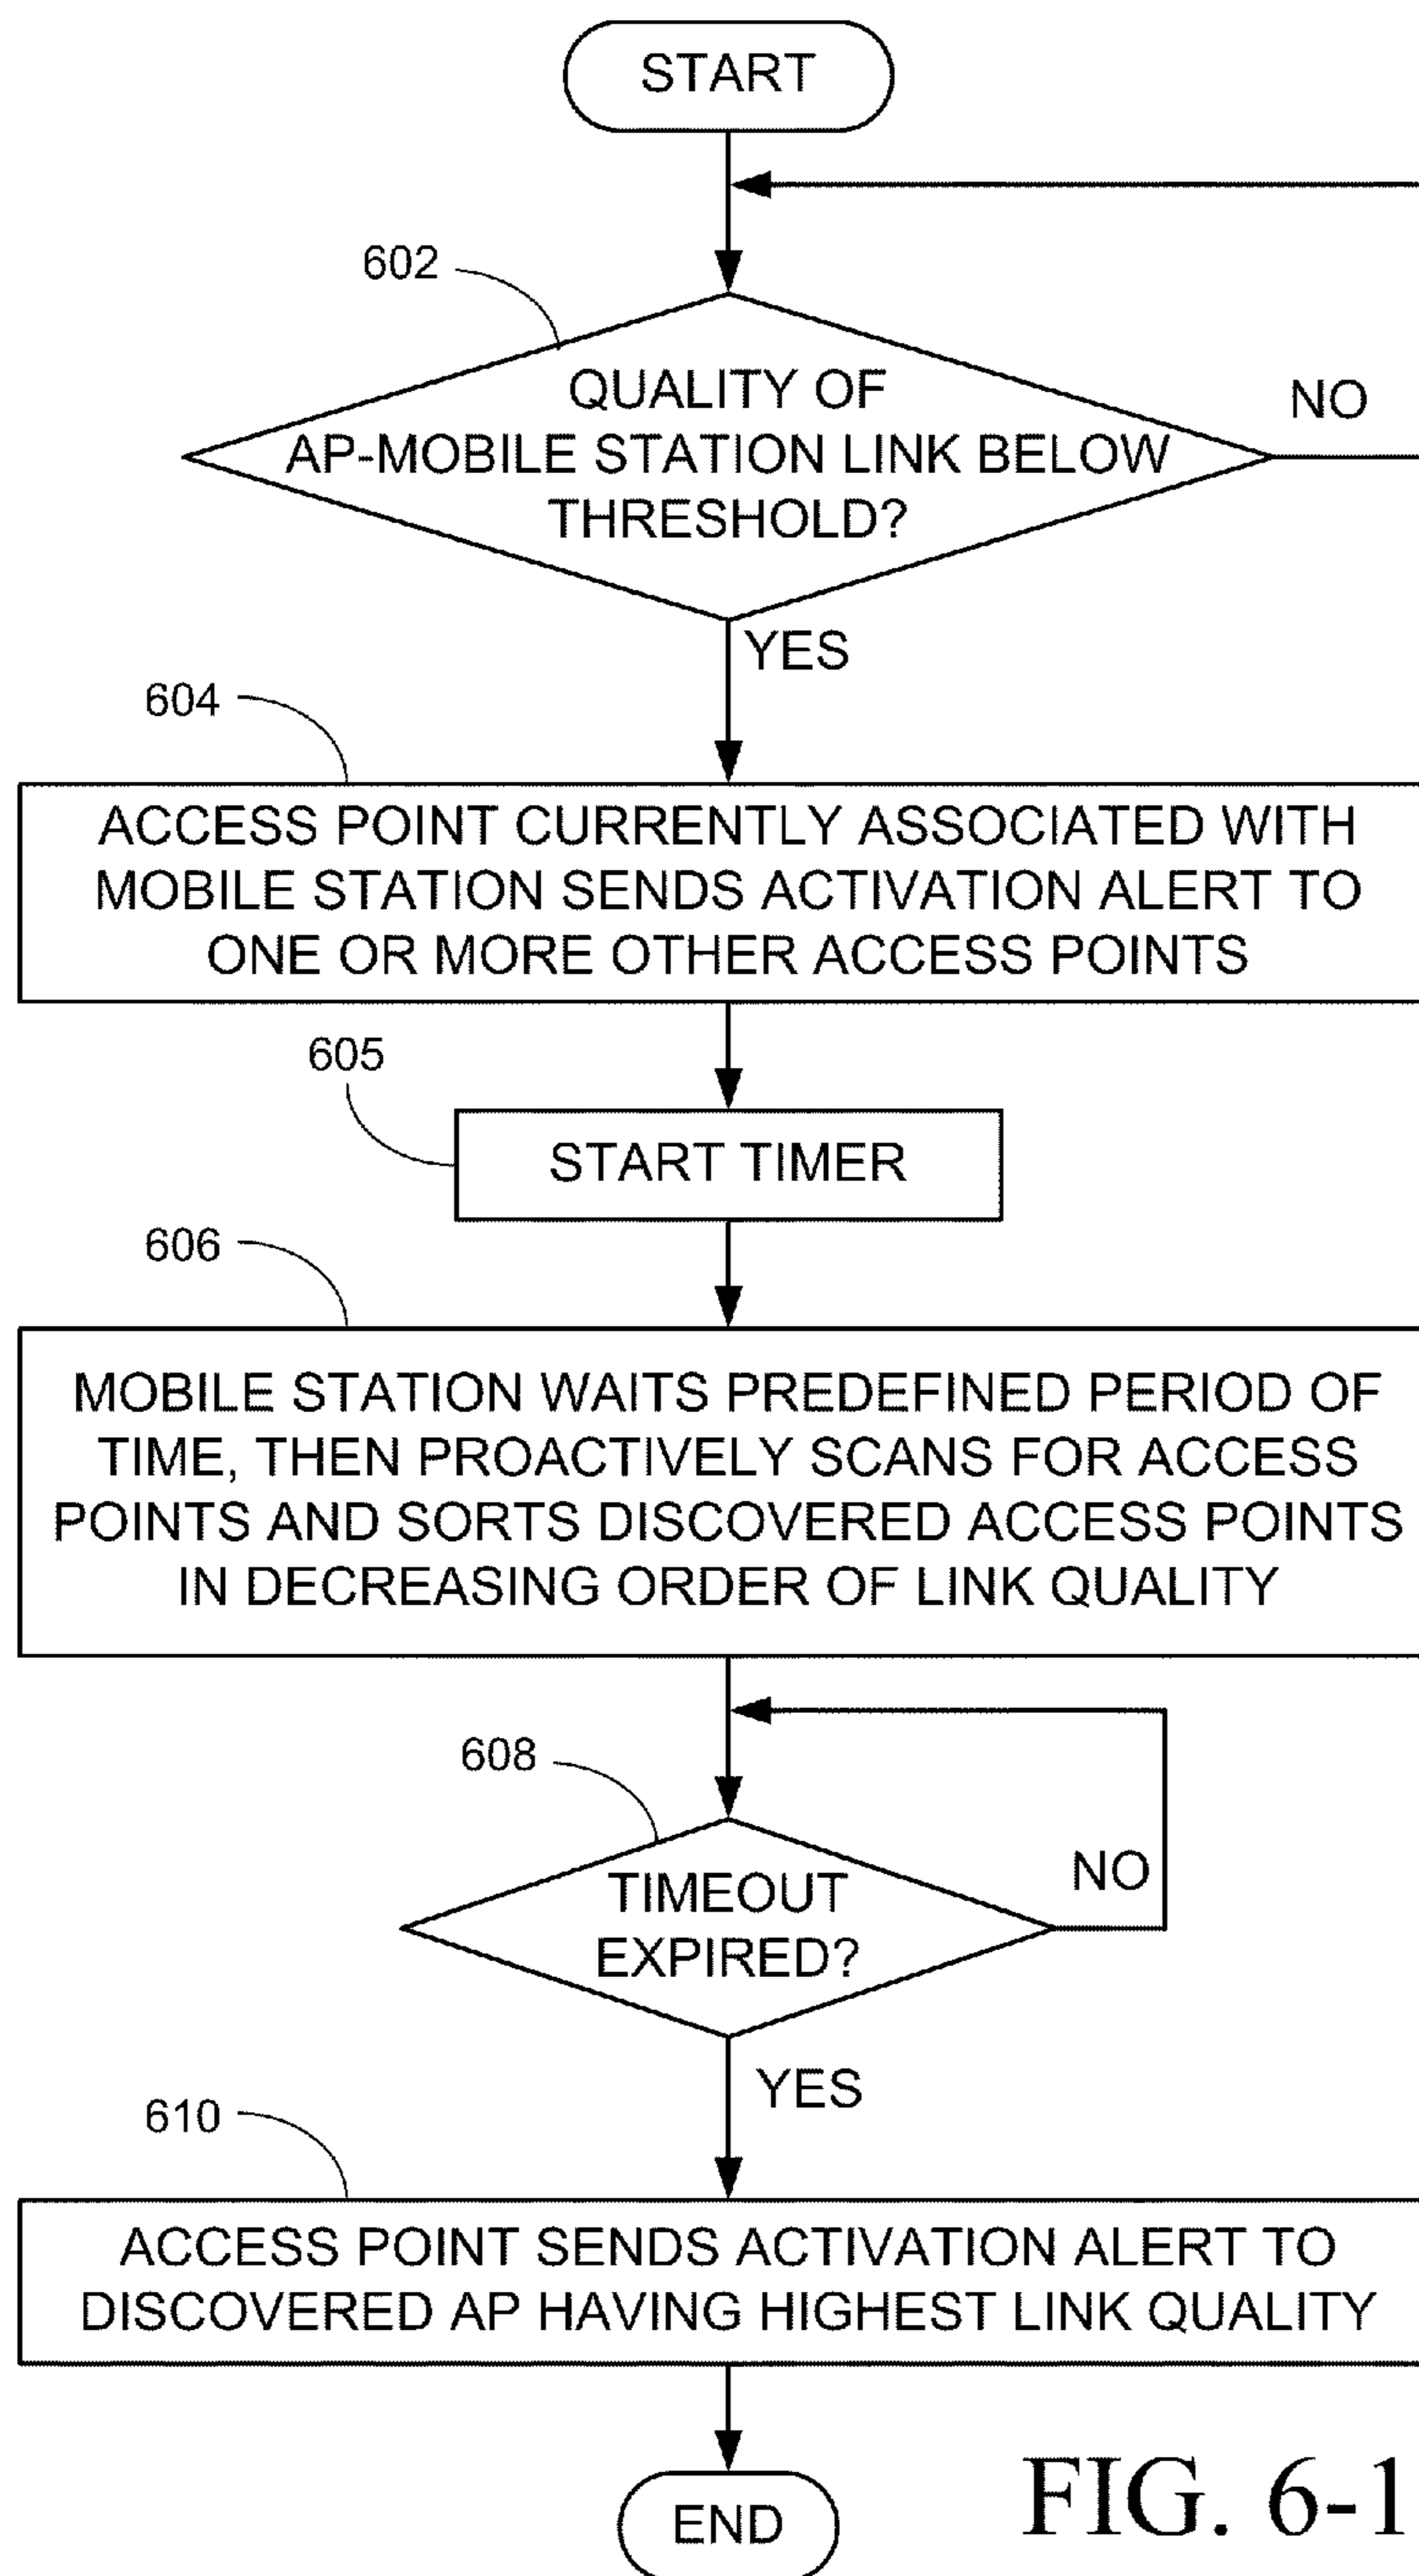 START
602
QUALITY OF
AP-MOBILE STATION LINK BELOW
THRESHOLD?
NO
YES
604
ACCESS POINT CURRENTLY ASSOCIATED WITH
MOBILE STATION SENDS ACTIVATION ALERT TO
ONE OR MORE OTHER ACCESS POINTS
605
START TIMER
606
MOBILE STATION WAITS PREDEFINED PERIOD OF
TIME, THEN PROACTIVELY SCANS FOR ACCESS
POINTS AND SORTS DISCOVERED ACCESS POINTS
IN DECREASING ORDER OF LINK QUALITY
608
TIMEOUT
EXPIRED?
NO
YES
610
ACCESS POINT SENDS ACTIVATION ALERT TO
DISCOVERED AP HAVING HIGHEST LINK QUALITY
END
FIG. 6-1